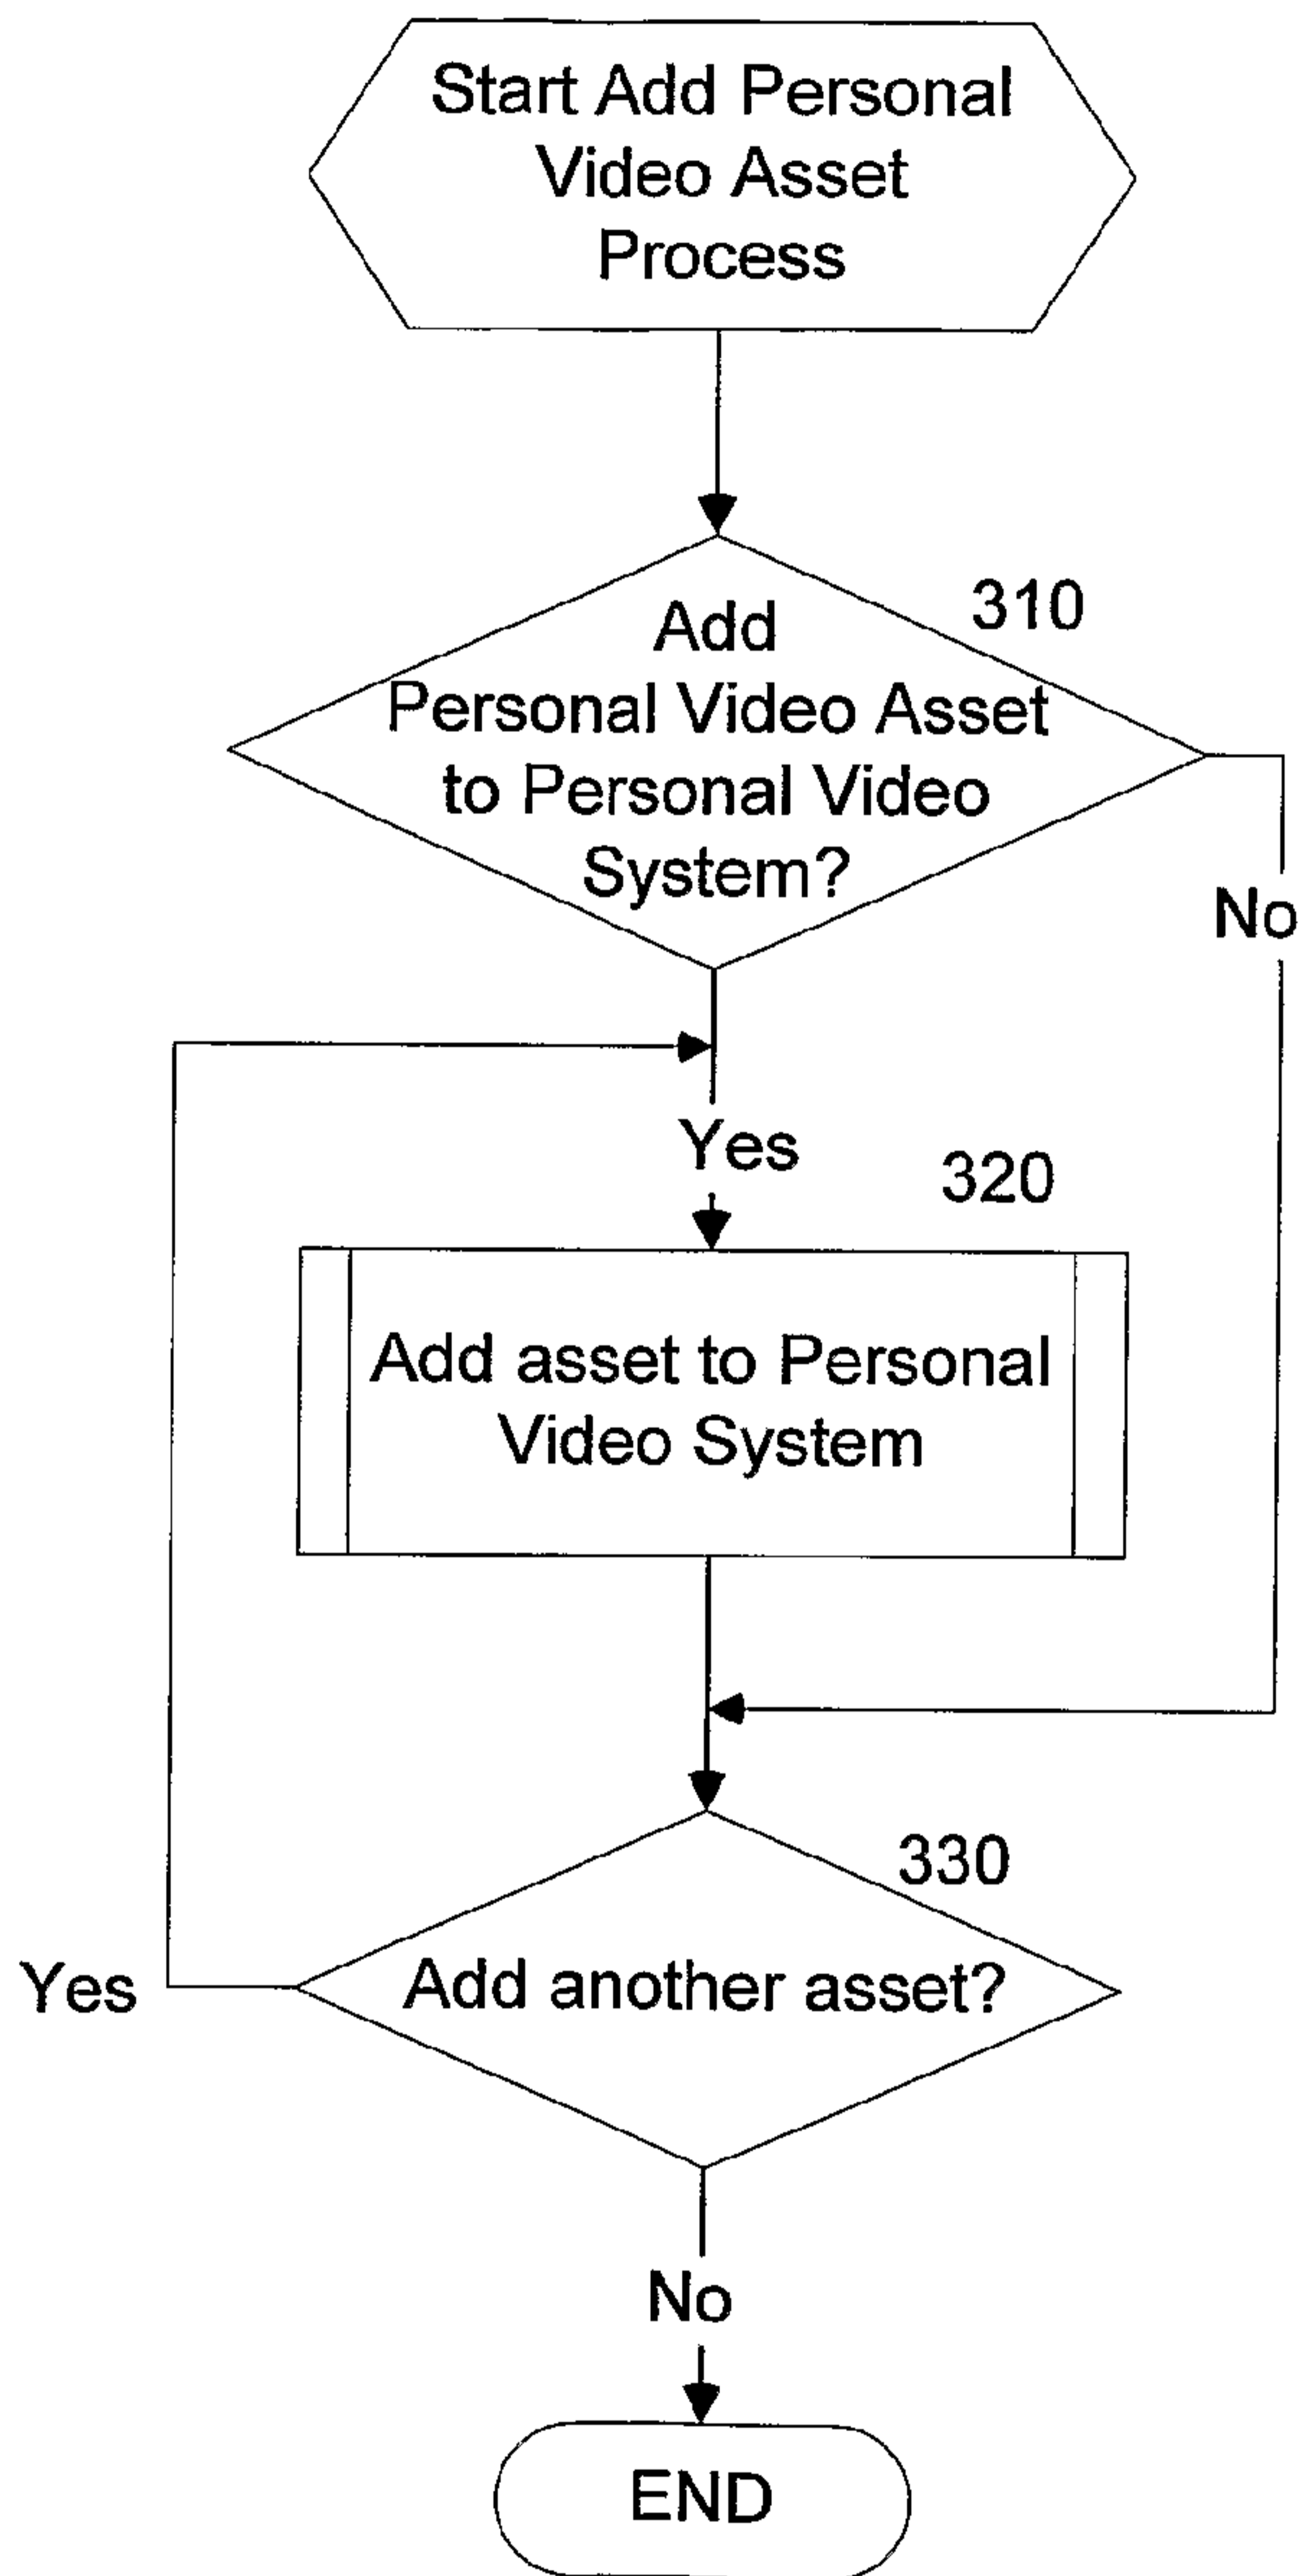 Start Add Personal
Video Asset
Process
310
Add
Personal Video Asset
to Personal Video
System?
No
Yes
320
Add asset to Personal
Video System
330
Add another asset?
Yes
No
END